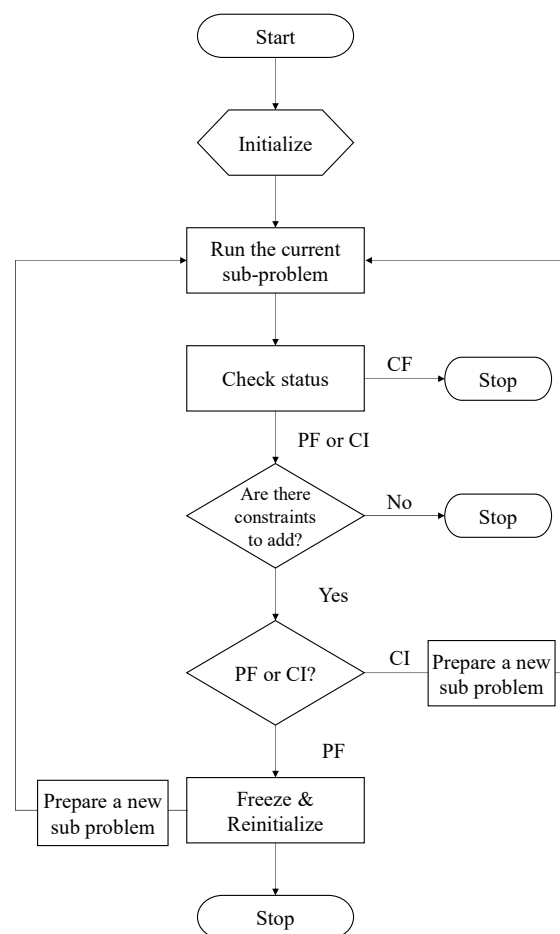 Start
Initialize
Run the current
sub-problem
Check status
CF
Stop
PF or CI
Are there
constraints
to add?
No
Stop
Yes
PF or CI?
CI
Prepare a new
sub problem
PF
Prepare a new
sub problem
Freeze &
Reinitialize
Stop